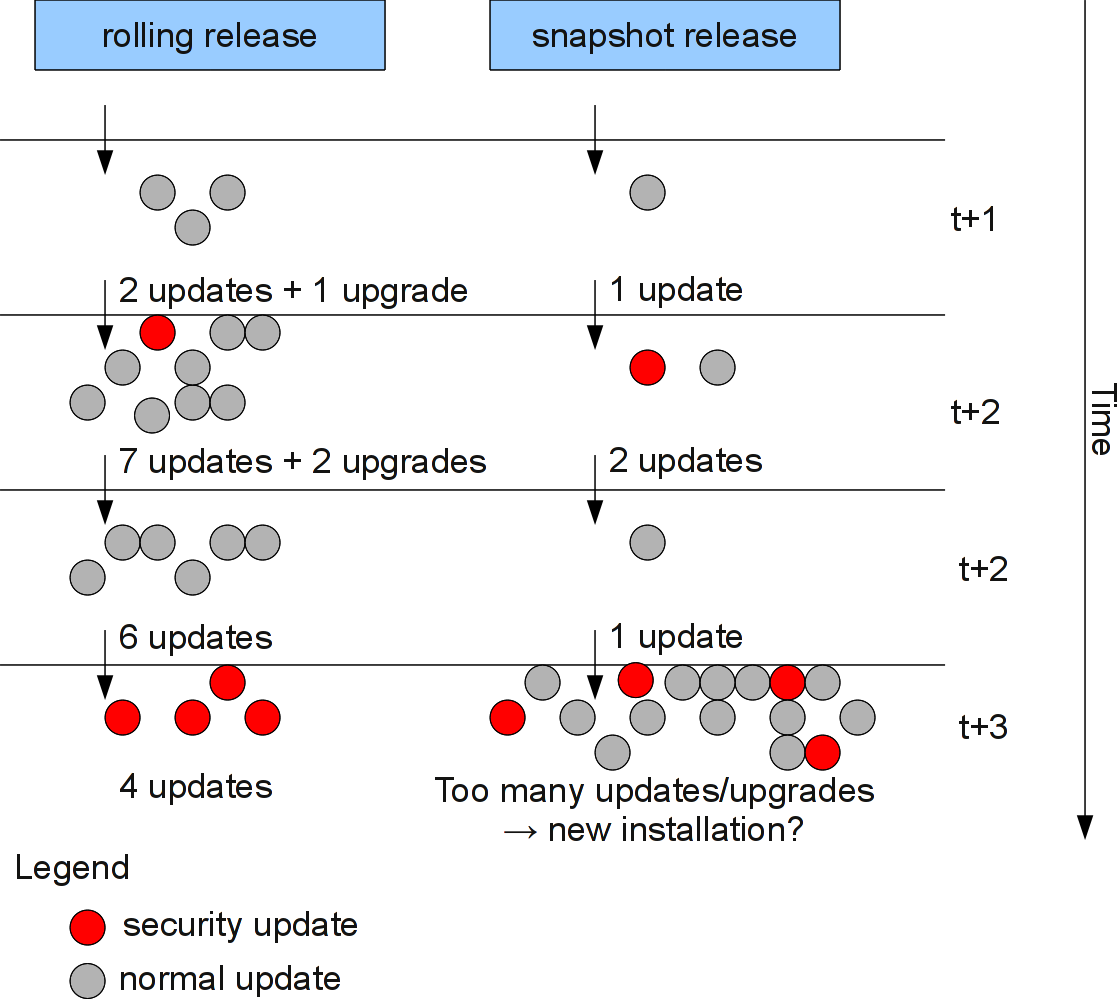 rolling release
snapshot release
t+1
2 updates + 1 upgrade
1 update
t+2
7 updates + 2 upgrades
2 updates
Time
t+2
6 updates
1 update
t+3
4 updates
Too many updates/upgrades
→ new installation?
Legend
security update
normal update